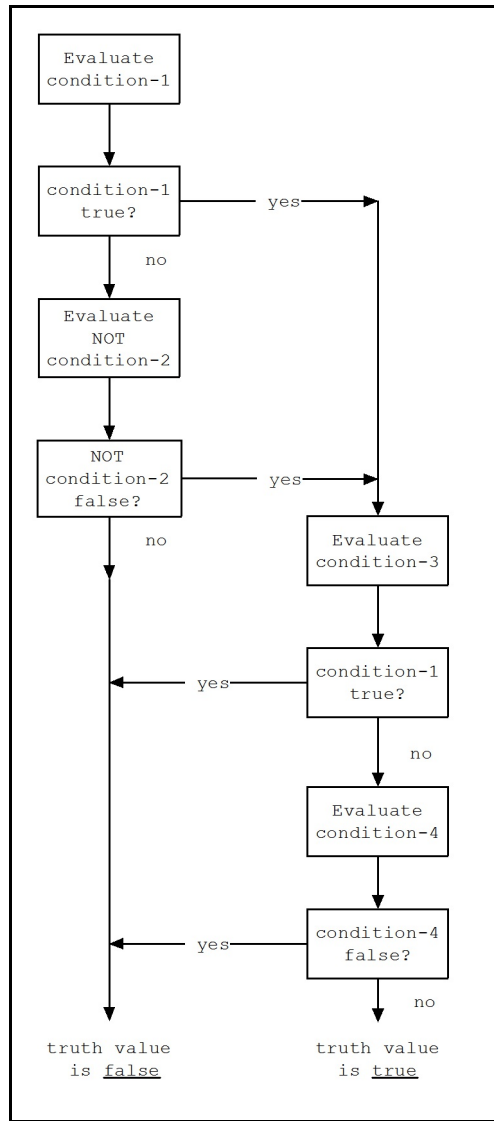 Evaluate
condition-1
condition-1
true?
yes
no
Evaluate
NOT
condition-2
NOT
condition-2
false?
yes
no
Evaluate
condition-3
condition-1
true?
yes
no
Evaluate
condition-4
condition-4
false?
yes
no
truth value
is false
truth value
is true